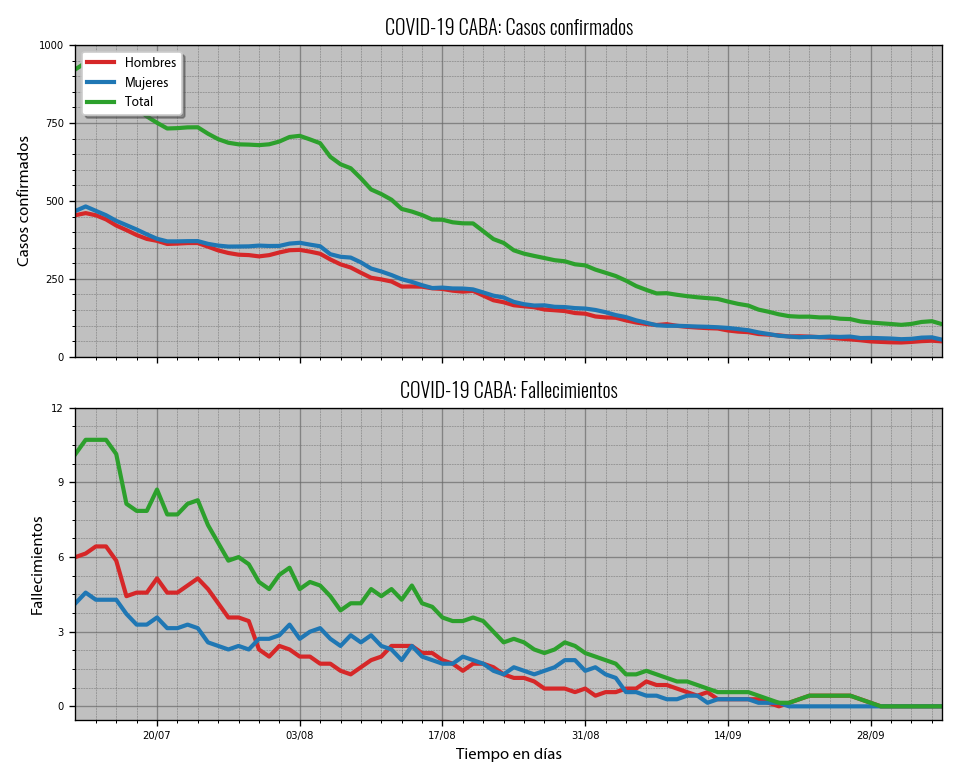 COVID-19 CABA: Casos confirmados
1000
750
500
250
0
Casos confirmados
Hombres
Mujeres
Total
COVID-19 CABA: Fallecimientos
12
9
6
3
0
Fallecimientos
20/07 03/08 17/08 31/08 14/09 28/09
Tiempo en días